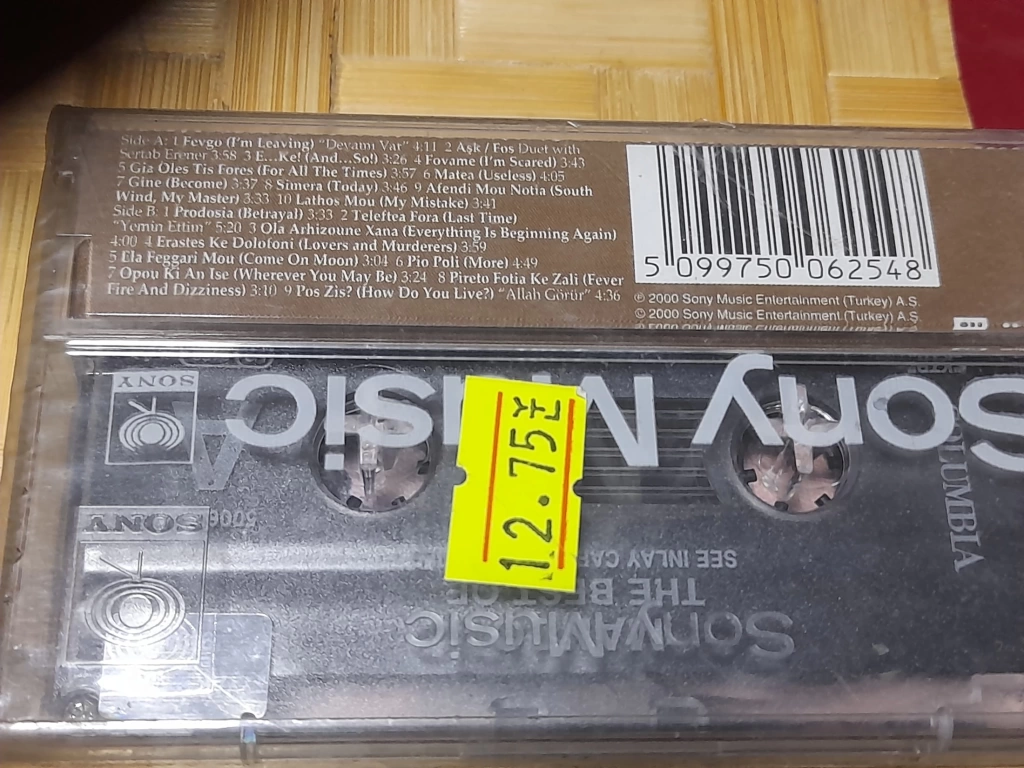 Side A: 1 Fevgo (I'm Leaving) "Devamı Var" 4:11 2 Aşk / Fos Duet with
Sertab Erener 3:58 3 E...Ke! (And...So!) 3:26 4 Fovame (I'm Scared) 3:43
5 Gia Oles Tis Fores (For All The Times) 3:57 6 Matea (Useless) 4:05
7 Gine (Become) 3:37 8 Simera (Today) 3:46 9 Afendi Mou Notia (South
Wind, My Master) 3:33 10 Lathos Mou (My Mistake) 3:41
Side B: 1 Prodosia (Betrayal) 3:33 2 Teleftea Fora (Last Time)
"Yemin Ettim" 5:20 3 Ola Arhizoune Xana (Everything Is Beginning Again)
4:00 4 Erastes Ke Dolofoni (Lovers and Murderers) 3:59
5 Ela Feggari Mou (Come On Moon) 3:04 6 Pio Poli (More) 4:49
7 Opou Ki An Ise (Wherever You May Be) 3:24 8 Pireto Fotia Ke Zali (Fever
Fire And Dizziness) 3:10 9 Pos Zis? (How Do You Live?) "Allah Görür" 4:36
5 099750 062548
℗ 2000 Sony Music Entertainment (Turkey) A.Ş.
© 2000 Sony Music Entertainment (Turkey) A.Ş.
SONY
Sony Music
A
12.75
COLUMBIA
SONY
SEE INLAY
THE BEST OF
Sony Music